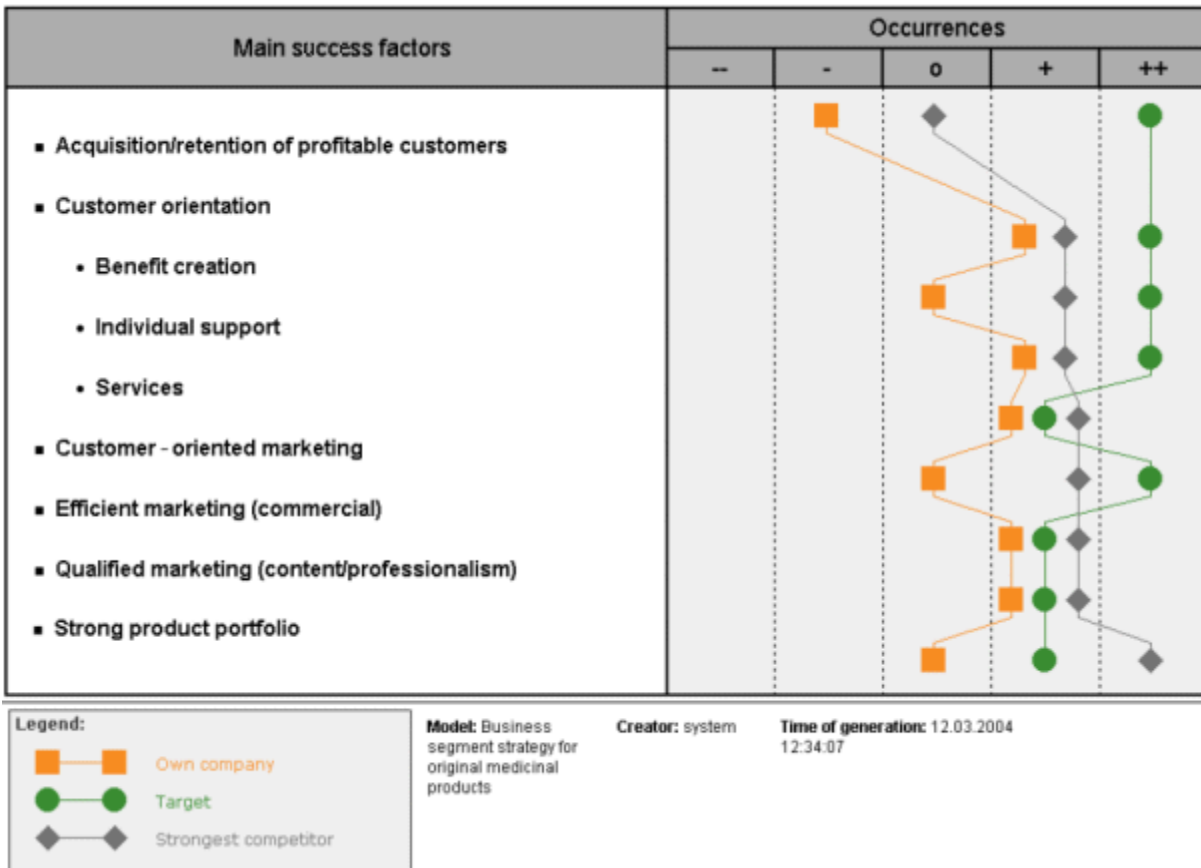 Main success factors
Occurrences
--
-
o
+
++
▪ Acquisition/retention of profitable customers
▪ Customer orientation
• Benefit creation
• Individual support
• Services
▪ Customer - oriented marketing
▪ Efficient marketing (commercial)
▪ Qualified marketing (content/professionalism)
▪ Strong product portfolio
Legend:
Own company
Target
Strongest competitor
Model: Business
segment strategy for
original medicinal
products
Creator: system
Time of generation: 12.03.2004
12:34:07